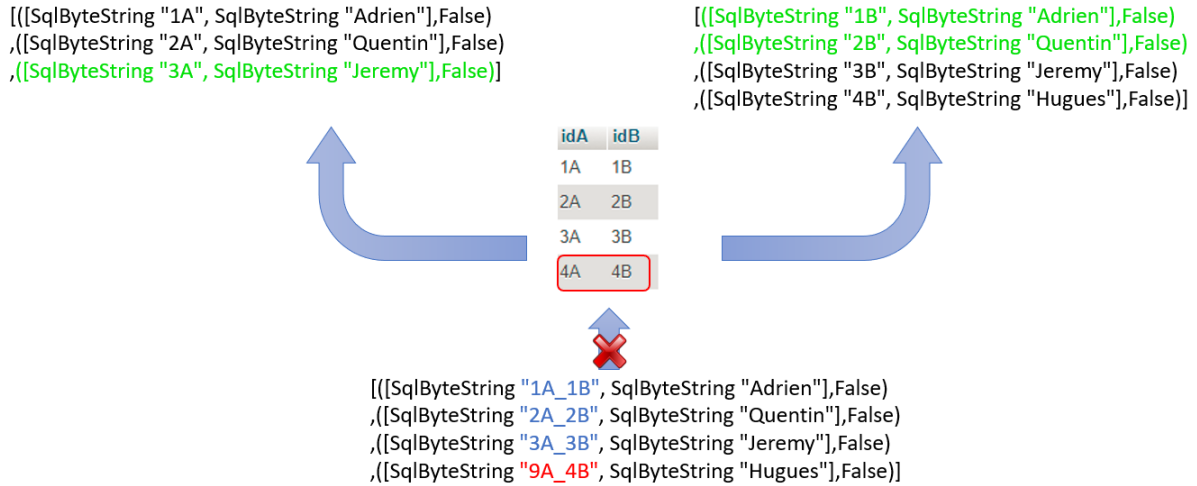 [([SqlByteString "1A", SqlByteString "Adrien"],False)
,([SqlByteString "2A", SqlByteString "Quentin"],False)
,([SqlByteString "3A", SqlByteString "Jeremy"],False)]
[([SqlByteString "1B", SqlByteString "Adrien"],False)
,([SqlByteString "2B", SqlByteString "Quentin"],False)
,([SqlByteString "3B", SqlByteString "Jeremy"],False)
,([SqlByteString "4B", SqlByteString "Hugues"],False)]
idA idB
1A 1B
2A 2B
3A 3B
4A 4B
[([SqlByteString "1A_1B", SqlByteString "Adrien"],False)
,([SqlByteString "2A_2B", SqlByteString "Quentin"],False)
,([SqlByteString "3A_3B", SqlByteString "Jeremy"],False)
,([SqlByteString "9A_4B", SqlByteString "Hugues"],False)]